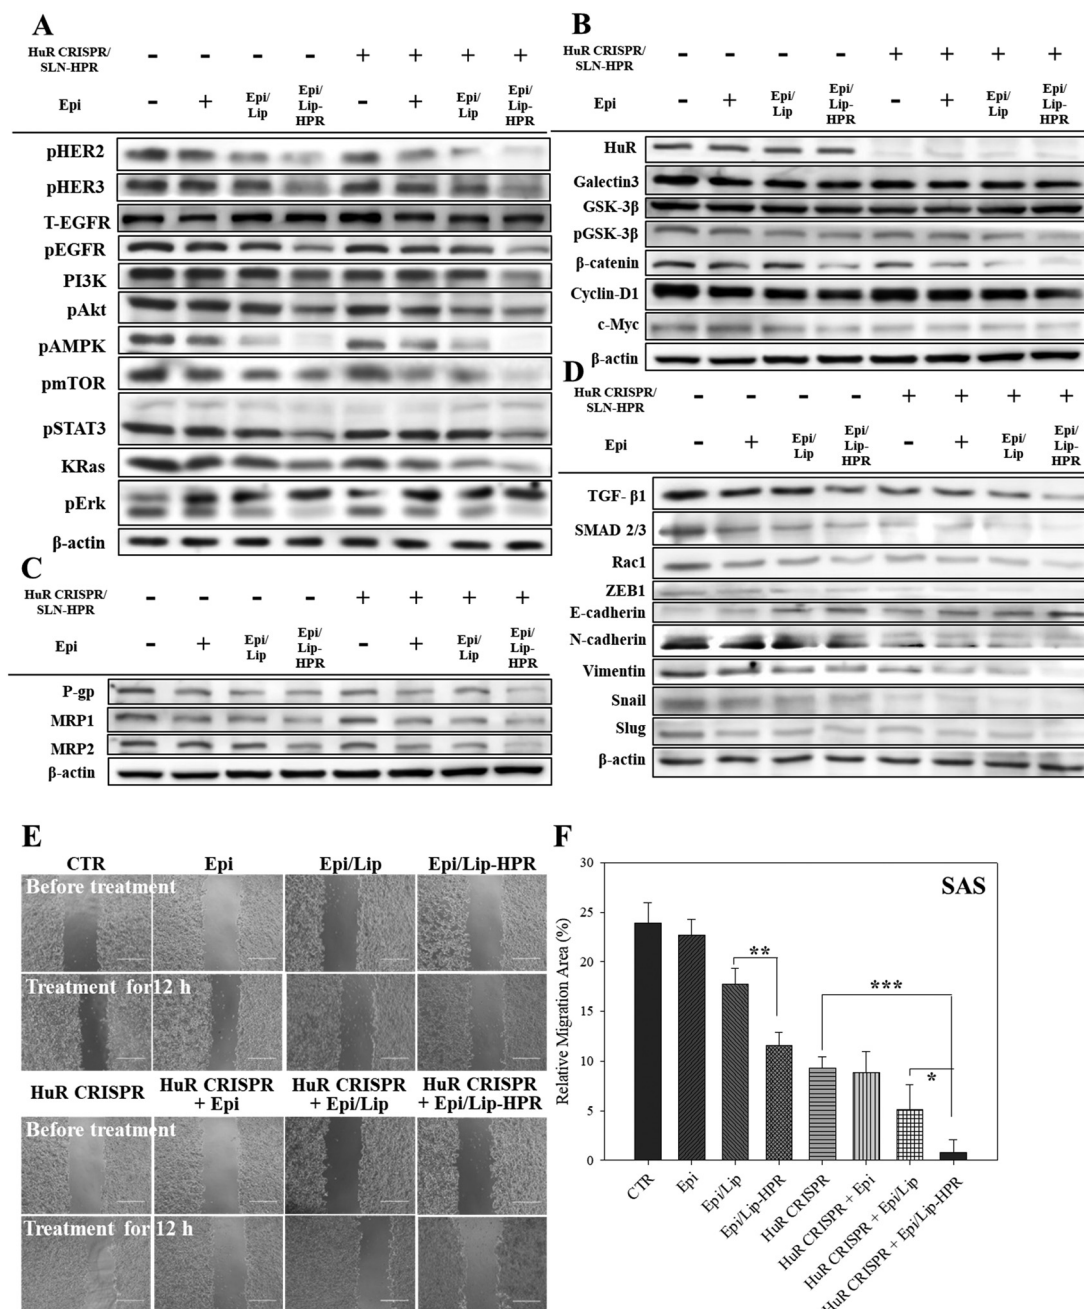 A
HuR CRISPR/
SLN-HPR
- - - - + + + +
Epi
- + Epi/
Lip Epi/
Lip-
HPR - + Epi/
Lip Epi/
Lip-
HPR
pHER2
pHER3
T-EGFR
pEGFR
PI3K
pAkt
pAMPK
pmTOR
pSTAT3
KRas
pErk
β-actin
B
HuR CRISPR/
SLN-HPR
- - - - + + + +
Epi
- + Epi/
Lip Epi/
Lip-
HPR - + Epi/
Lip Epi/
Lip-
HPR
HuR
Galectin3
GSK-3β
pGSK-3β
β-catenin
Cyclin-D1
c-Myc
β-actin
C
HuR CRISPR/
SLN-HPR
- - - - + + + +
Epi
- + Epi/
Lip Epi/
Lip-
HPR - + Epi/
Lip Epi/
Lip-
HPR
P-gp
MRP1
MRP2
β-actin
D
HuR CRISPR/
SLN-HPR
- - - - + + + +
Epi
- + Epi/
Lip Epi/
Lip-
HPR - + Epi/
Lip Epi/
Lip-
HPR
TGF- β1
SMAD 2/3
Rac1
ZEB1
E-cadherin
N-cadherin
Vimentin
Snail
Slug
β-actin
E
CTR Epi Epi/Lip Epi/Lip-HPR
Before treatment
Treatment for 12 h
HuR CRISPR HuR CRISPR
+ Epi HuR CRISPR
+ Epi/Lip HuR CRISPR
+ Epi/Lip-HPR
Before treatment
Treatment for 12 h
F
SAS
Relative Migration Area (%)
30
25
20
15
10
5
0
**
***
*
CTR
Epi
Epi/Lip
Epi/Lip-HPR
HuR CRISPR
HuR CRISPR + Epi
HuR CRISPR + Epi/Lip
HuR CRISPR + Epi/Lip-HPR